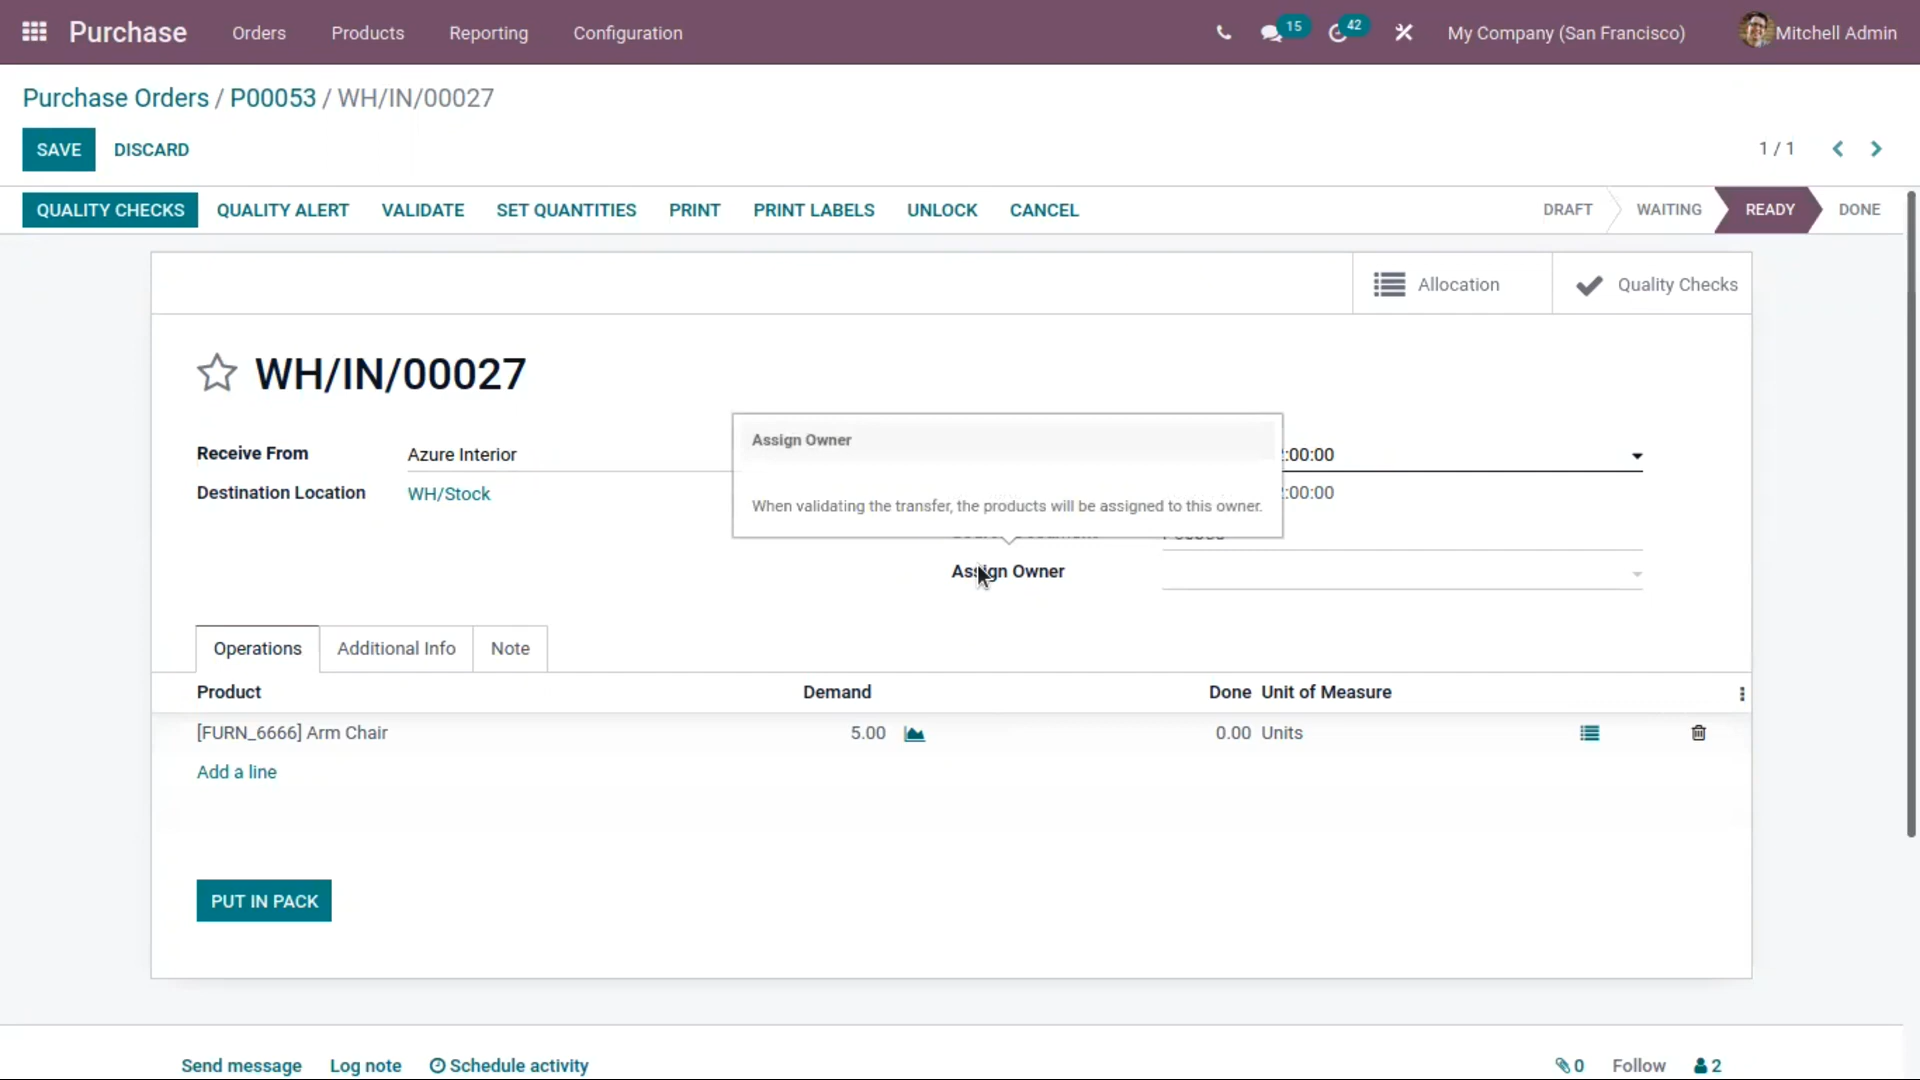 Purchase Orders Products Reporting Configuration 15 42 My Company (San Francisco) Mitchell Admin
Purchase Orders / P00053 / WH/IN/00027
SAVE DISCARD 1 / 1
QUALITY CHECKS QUALITY ALERT VALIDATE SET QUANTITIES PRINT PRINT LABELS UNLOCK CANCEL DRAFT WAITING READY DONE
Allocation Quality Checks
WH/IN/00027
Assign Owner
Receive From Azure Interior :00:00
Destination Location WH/Stock :00:00
When validating the transfer, the products will be assigned to this owner.
Assign Owner
Operations Additional Info Note
Product Demand Done Unit of Measure
[FURN_6666] Arm Chair 5.00 0.00 Units
Add a line
PUT IN PACK
Send message Log note Schedule activity 0 Follow 2